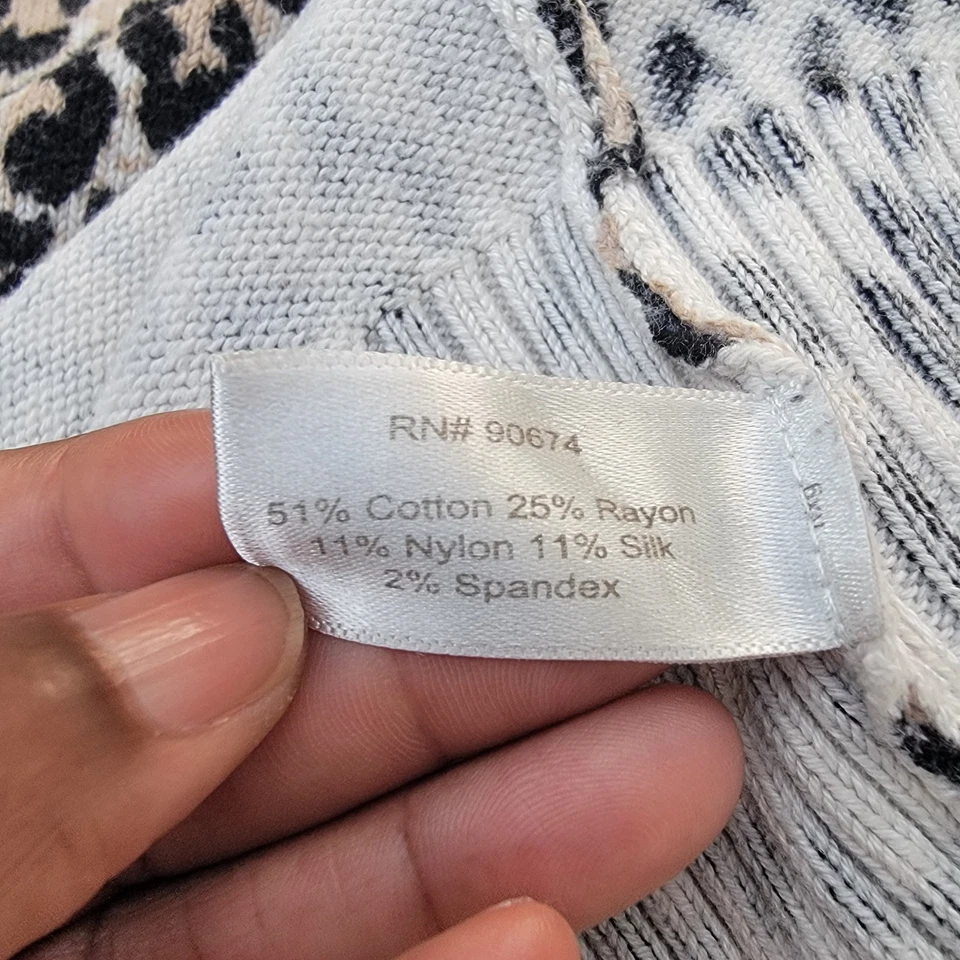 RN# 90674
51% Cotton 25% Rayon
11% Nylon 11% Silk
2% Spandex